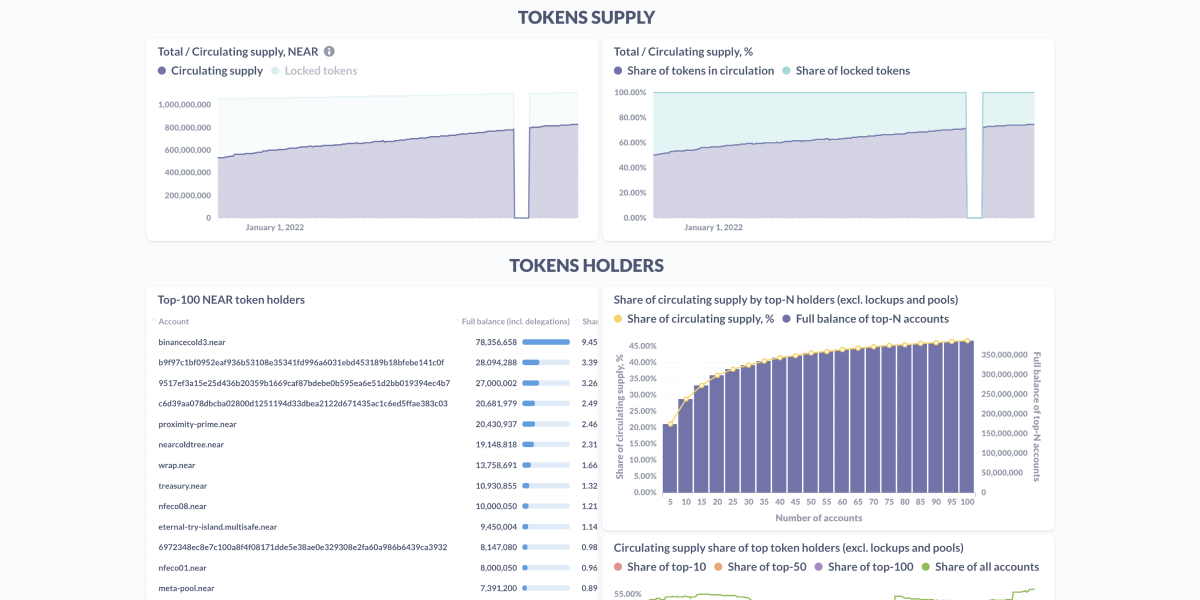 TOKENS SUPPLY
Total / Circulating supply, NEAR
Circulating supply Locked tokens
1,000,000,000
800,000,000
600,000,000
400,000,000
200,000,000
0
January 1, 2022
Total / Circulating supply, %
Share of tokens in circulation Share of locked tokens
100.00%
80.00%
60.00%
40.00%
20.00%
0.00%
January 1, 2022
TOKENS HOLDERS
Top-100 NEAR token holders
Account Full balance (incl. delegations) Shar
binancecold3.near 78,356,658 9.45
b9f97c1bf0952eaf936b53108e35341fd996a6031ebd453189b18bfebe141c0f 28,094,288 3.39
9517ef3a15e25d436b20359b1669caf87bdebe0b595ea6e51d2bb019394ec4b7 27,000,002 3.26
c6d39aa078dbcba02800d1251194d33dbea2122d671435ac1c6ed5ffae383c03 20,681,979 2.49
proximity-prime.near 20,430,937 2.46
nearcoldtree.near 19,148,818 2.31
wrap.near 13,758,691 1.66
treasury.near 10,930,855 1.32
nfeco08.near 10,000,050 1.21
eternal-try-island.multisafe.near 9,450,004 1.14
6972348ec8e7c100a8f4f08171dde5e38ae0e329308e2fa60a986b6439ca3932 8,147,080 0.98
nfeco01.near 8,000,050 0.96
meta-pool.near 7,391,200 0.89
Share of circulating supply by top-N holders (excl. lockups and pools)
Share of circulating supply, % Full balance of top-N accounts
Share of circulating supply, %
45.00%
40.00%
35.00%
30.00%
25.00%
20.00%
15.00%
10.00%
5.00%
0.00%
350,000,000
300,000,000
250,000,000
200,000,000
150,000,000
100,000,000
50,000,000
0
Full balance of top-N accounts
5 10 15 20 25 30 35 40 45 50 55 60 65 70 75 80 85 90 95 100
Number of accounts
Circulating supply share of top token holders (excl. lockups and pools)
Share of top-10 Share of top-50 Share of top-100 Share of all accounts
55.00%